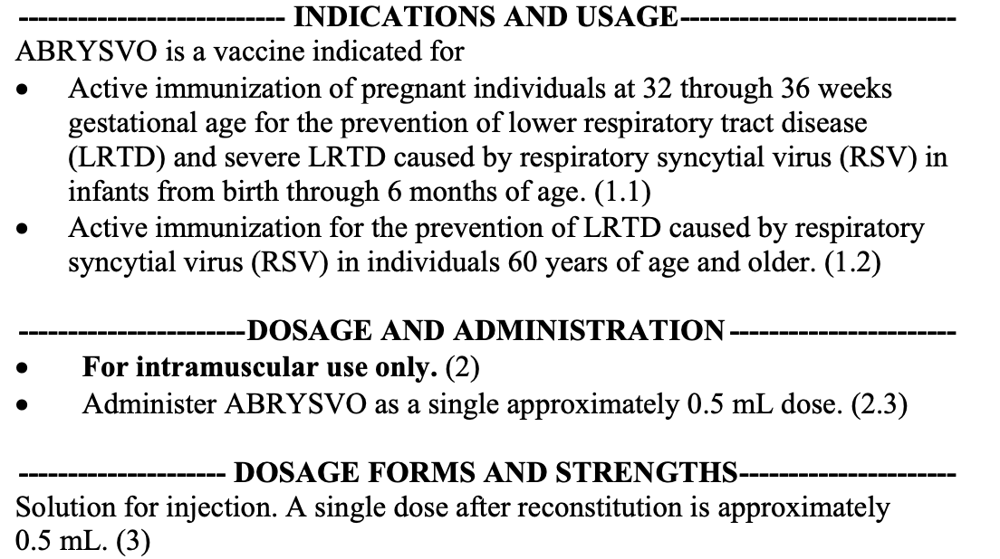 --------------------------- INDICATIONS AND USAGE----------------------------
ABRYSVO is a vaccine indicated for
• Active immunization of pregnant individuals at 32 through 36 weeks
gestational age for the prevention of lower respiratory tract disease
(LRTD) and severe LRTD caused by respiratory syncytial virus (RSV) in
infants from birth through 6 months of age. (1.1)
• Active immunization for the prevention of LRTD caused by respiratory
syncytial virus (RSV) in individuals 60 years of age and older. (1.2)
-----------------------DOSAGE AND ADMINISTRATION-----------------------
• For intramuscular use only. (2)
• Administer ABRYSVO as a single approximately 0.5 mL dose. (2.3)
--------------------- DOSAGE FORMS AND STRENGTHS----------------------
Solution for injection. A single dose after reconstitution is approximately
0.5 mL. (3)